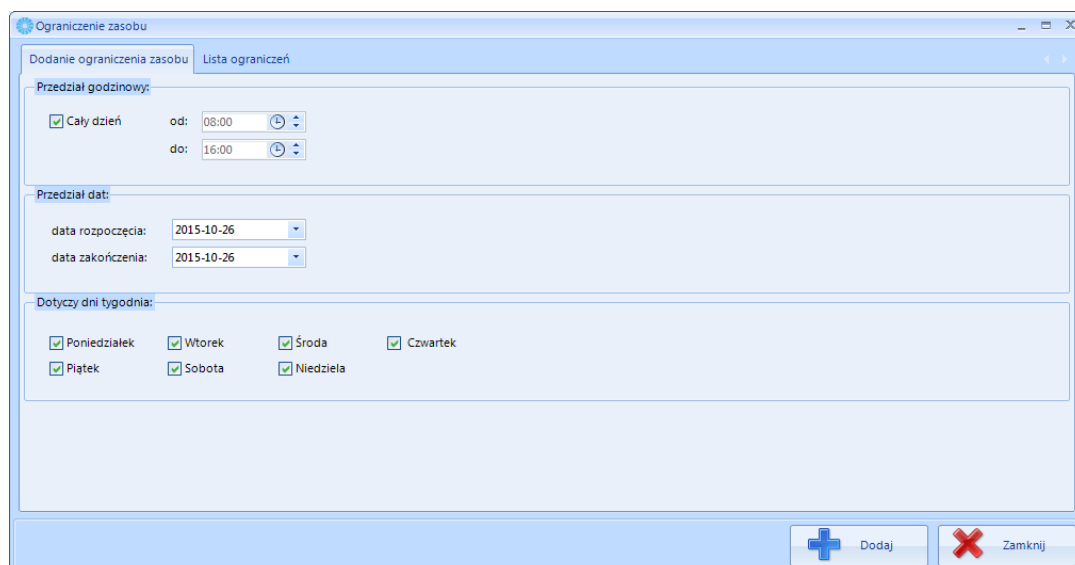 Ograniczenie zasobu
Dodanie ograniczenia zasobu Lista ograniczeń
Przedział godzinowy:
Cały dzień od: 08:00
do: 16:00
Przedział dat:
data rozpoczęcia: 2015-10-26
data zakończenia: 2015-10-26
Dotyczy dni tygodnia:
Poniedziałek Wtorek Środa Czwartek
Piątek Sobota Niedziela
Dodaj Zamknij